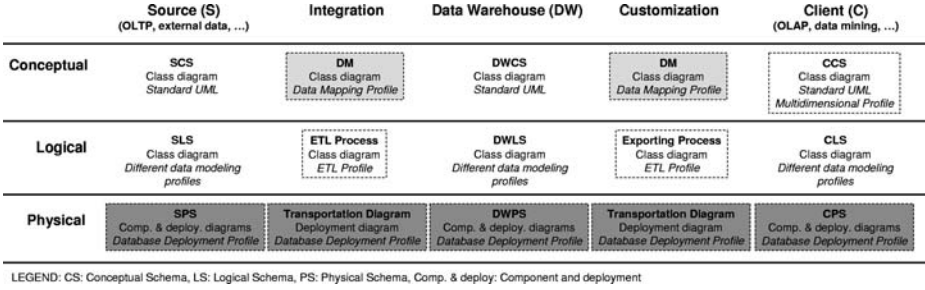 Source (S) Integration Data Warehouse (DW) Customization Client (C)
(OLTP, external data, ...) (OLAP, data mining, ...)
Conceptual
SCS DM DWCS DM CCS
Class diagram Class diagram Class diagram Class diagram Class diagram
Standard UML Data Mapping Profile Standard UML Data Mapping Profile Standard UML
Multidimensional Profile
Logical
SLS ETL Process DWLS Exporting Process CLS
Class diagram Class diagram Class diagram Class diagram Class diagram
Different data modeling ETL Profile Different data modeling ETL Profile Different data modeling
profiles profiles profiles
Physical
SPS Transportation Diagram DWPS Transportation Diagram CPS
Comp. & deploy. diagrams Deployment diagram Comp. & deploy. diagrams Deployment diagram Comp. & deploy. diagrams
Database Deployment Profile Database Deployment Profile Database Deployment Profile Database Deployment Profile Database Deployment Profile
LEGEND: CS: Conceptual Schema, LS: Logical Schema, PS: Physical Schema, Comp. & deploy: Component and deployment